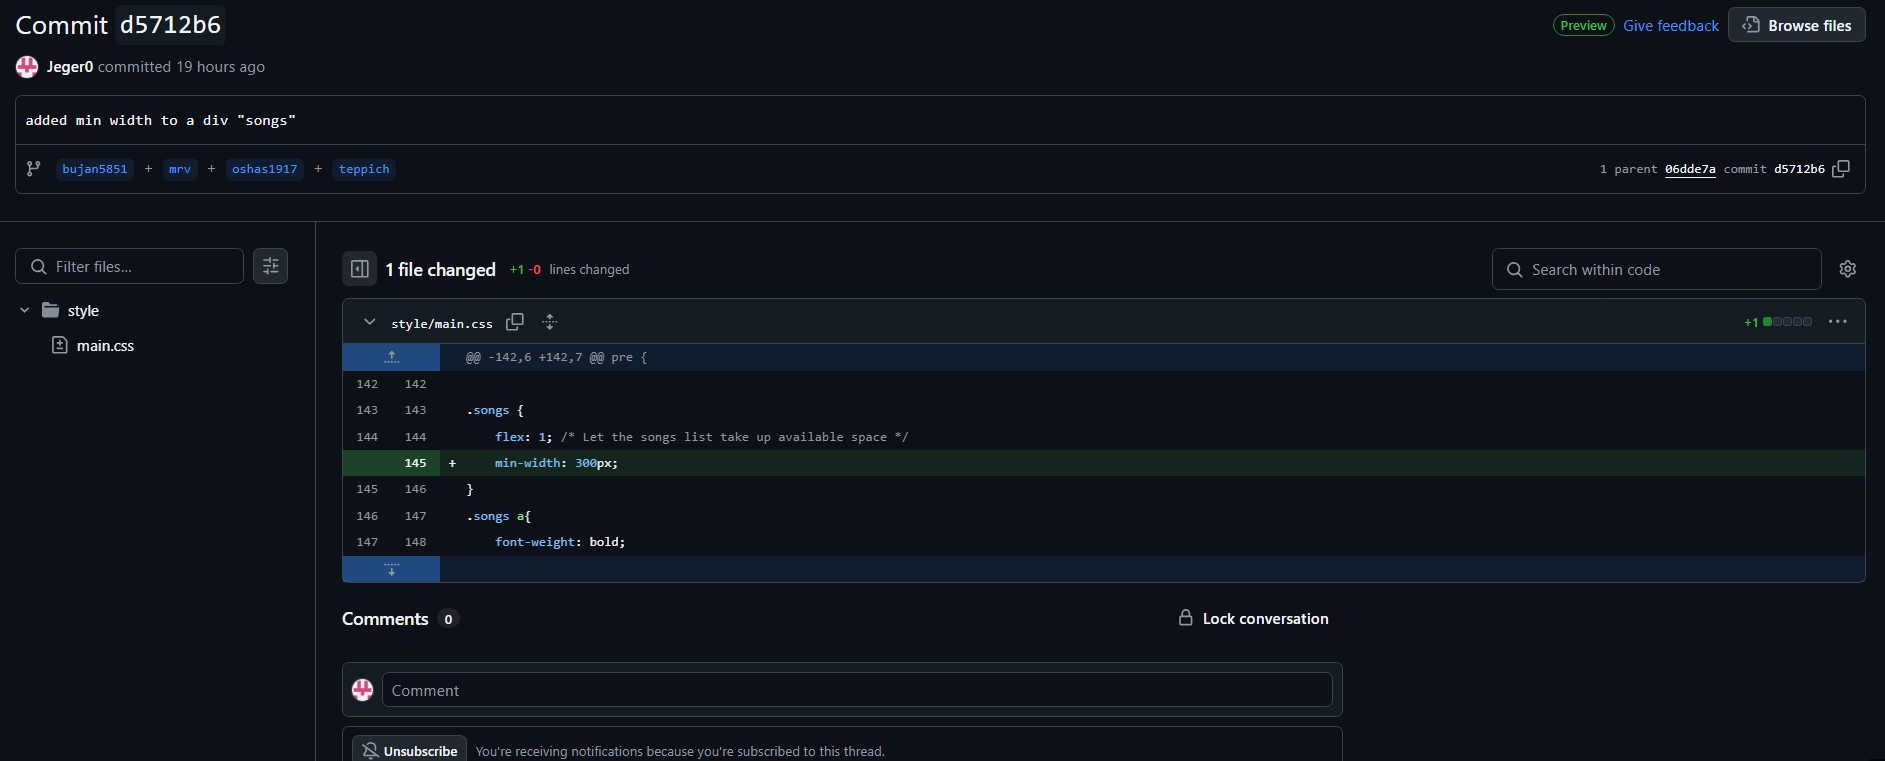 Commit d5712b6
Preview Give feedback Browse files
Jeger0 committed 19 hours ago
added min width to a div "songs"
bujan5851 + mrv + oshas1917 + teppich
1 parent 06dde7a commit d5712b6
Filter files...
style
main.css
1 file changed +1 -0 lines changed
Search within code
style/main.css
+1
@@ -142,6 +142,7 @@ pre {
142 142
143 143 .songs {
144 144 flex: 1; /* Let the songs list take up available space */
145 + min-width: 300px;
145 146 }
146 147 .songs a{
147 148 font-weight: bold;
Comments 0
Lock conversation
Comment
Unsubscribe You're receiving notifications because you're subscribed to this thread.